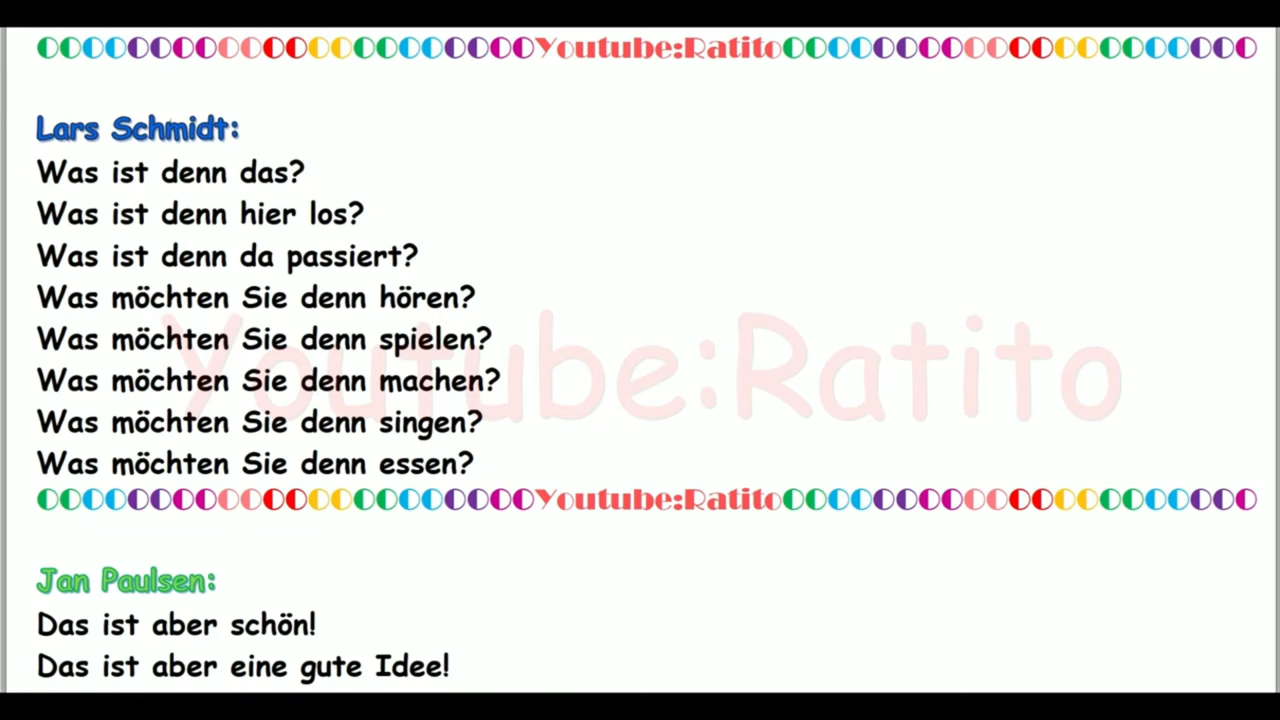 Youtube:Ratito
Lars Schmidt:
Was ist denn das?
Was ist denn hier los?
Was ist denn da passiert?
Was möchten Sie denn hören?
Was möchten Sie denn spielen?
Was möchten Sie denn machen?
Was möchten Sie denn singen?
Was möchten Sie denn essen?
Youtube:Ratito
Youtube:Ratito
Jan Paulsen:
Das ist aber schön!
Das ist aber eine gute Idee!